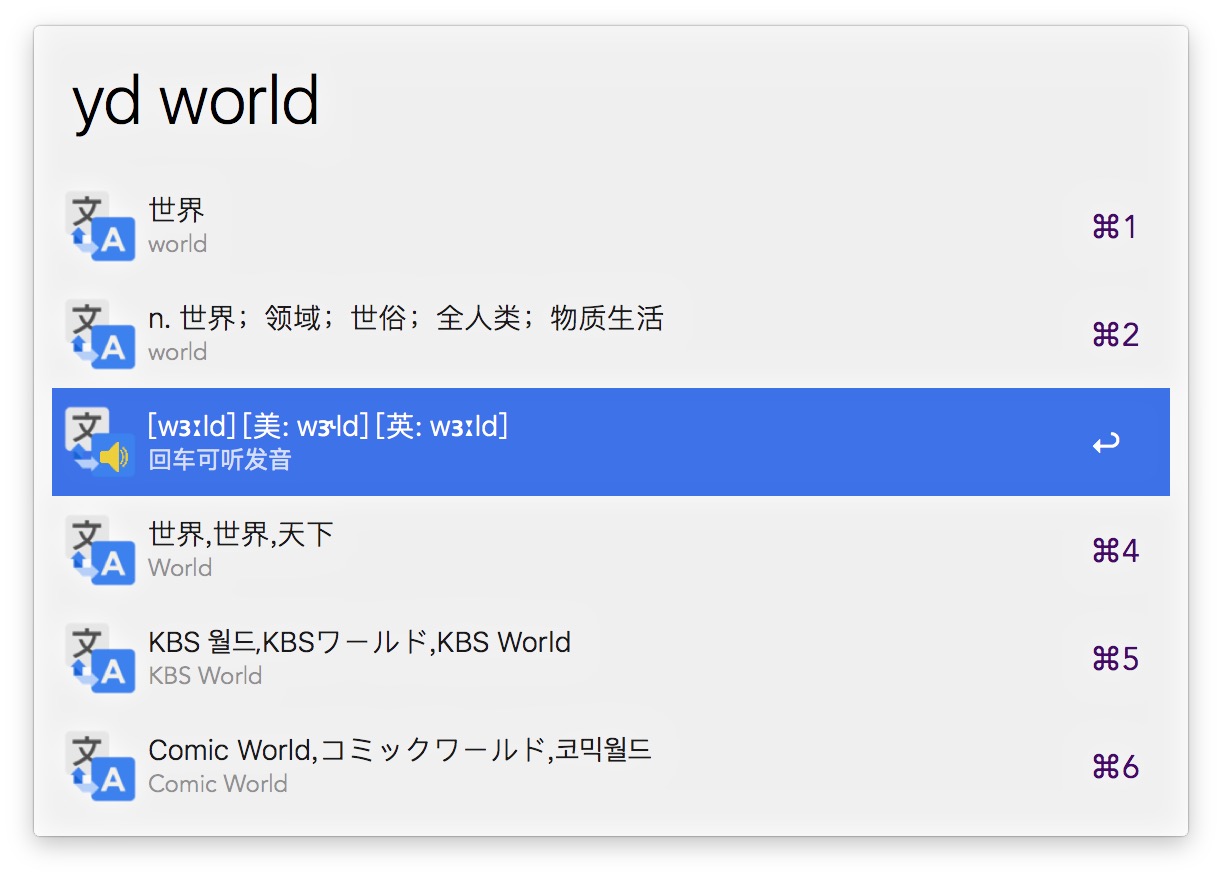 yd world
世界
world
⌘1
n. 世界；领域；世俗；全人类；物质生活
world
⌘2
[wɜːld] [美: wɝld] [英: wɜːld]
回车可听发音
↩
世界,世界,天下
World
⌘4
KBS 월드,KBSワールド,KBS World
KBS World
⌘5
Comic World,コミックワールド,코믹월드
Comic World
⌘6